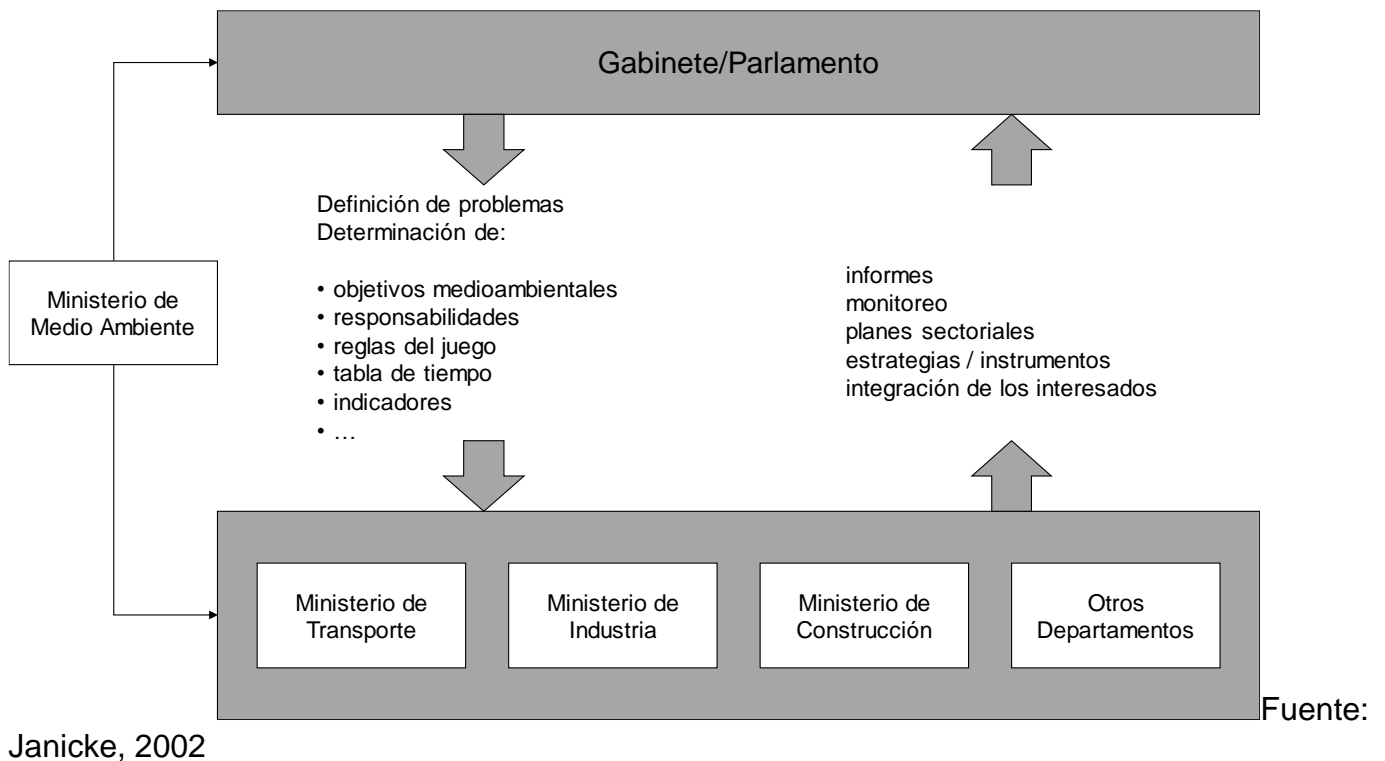 Gabinete/Parlamento
Definición de problemas
Determinación de:
• objetivos medioambientales
• responsabilidades
• reglas del juego
• tabla de tiempo
• indicadores
• …
informes
monitoreo
planes sectoriales
estrategias / instrumentos
integración de los interesados
Ministerio de
Medio Ambiente
Ministerio de
Transporte
Ministerio de
Industria
Ministerio de
Construcción
Otros
Departamentos
Fuente:
Janicke, 2002